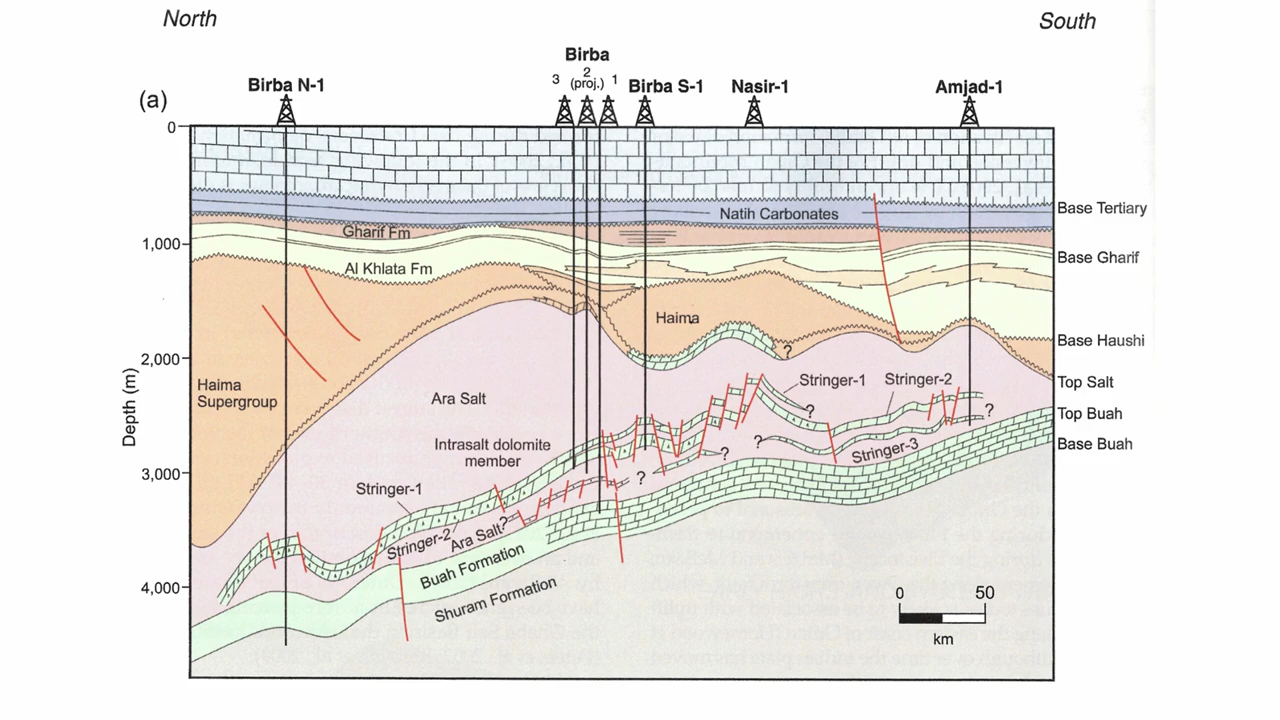 North
South
Birba
3
2
(proj.)
1
Birba N-1
Birba S-1
Nasir-1
Amjad-1
(a)
0
1,000
2,000
3,000
4,000
Depth (m)
Natih Carbonates
Gharif Fm
Al Khlata Fm
Haima
?
Haima
Supergroup
Ara Salt
Stringer-1
Stringer-2
?
?
Intrasalt dolomite
member
?
Stringer-3
?
?
Stringer-1
Stringer-2
Ara Salt?
Buah Formation
Shuram Formation
Base Tertiary
Base Gharif
Base Haushi
Top Salt
Top Buah
Base Buah
0
50
km